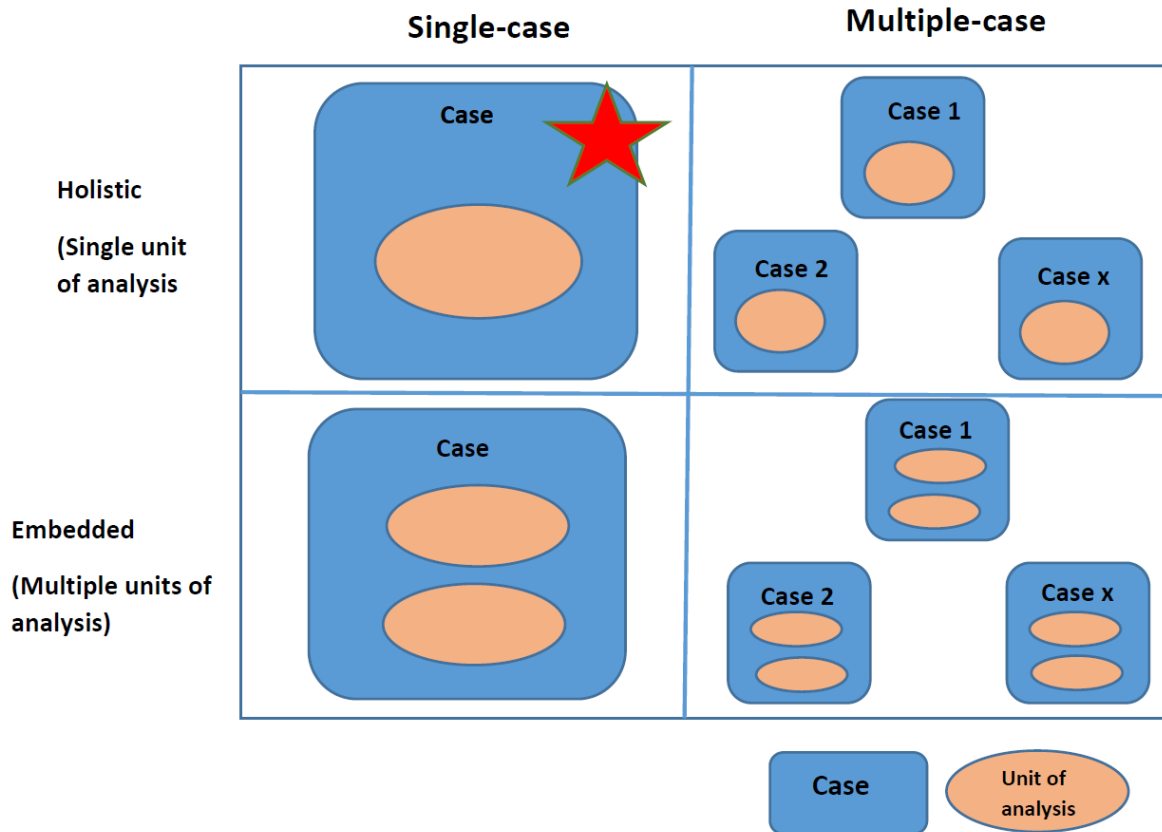 Single-case
Multiple-case
Holistic
(Single unit
of analysis
Case
Case 1
Case 2
Case x
Embedded
(Multiple units of
analysis)
Case
Case 1
Case 2
Case x
Case
Unit of
analysis